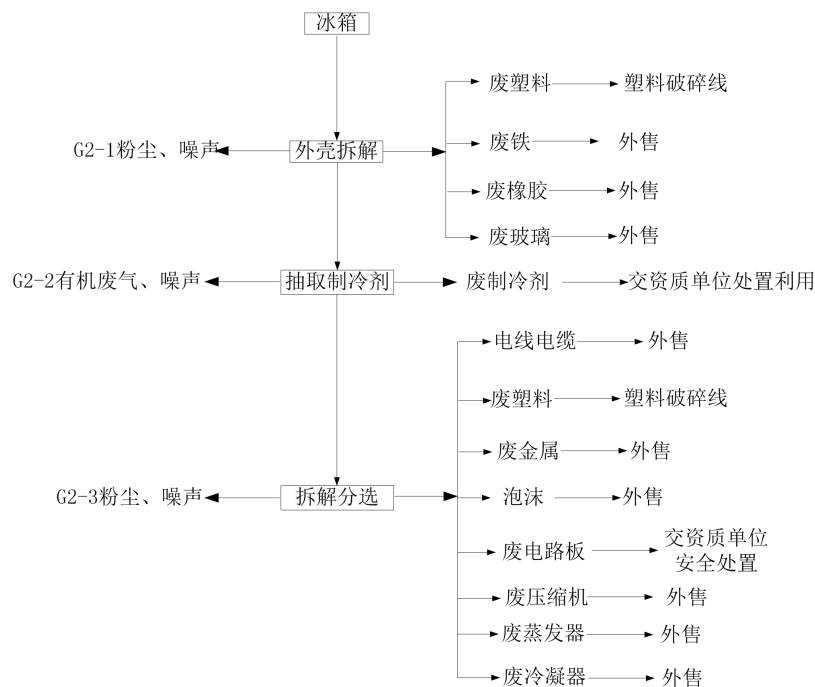 冰箱
废塑料 塑料破碎线
G2-1粉尘、噪声 外壳拆解 废铁 外售
废橡胶 外售
废玻璃 外售
G2-2有机废气、噪声 抽取制冷剂 废制冷剂 交资质单位处置利用
电线电缆 外售
废塑料 塑料破碎线
废金属 外售
G2-3粉尘、噪声 拆解分选 泡沫 外售
废电路板 交资质单位
安全处置
废压缩机 外售
废蒸发器 外售
废冷凝器 外售